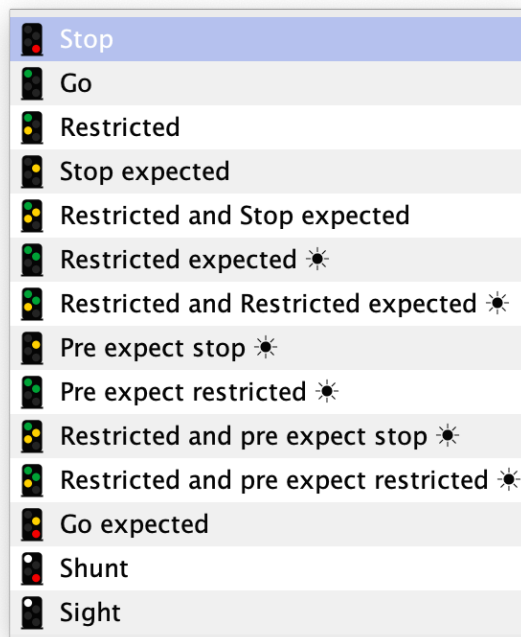 Stop
Go
Restricted
Stop expected
Restricted and Stop expected
Restricted expected ☀
Restricted and Restricted expected ☀
Pre expect stop ☀
Pre expect restricted ☀
Restricted and pre expect stop ☀
Restricted and pre expect restricted ☀
Go expected
Shunt
Sight